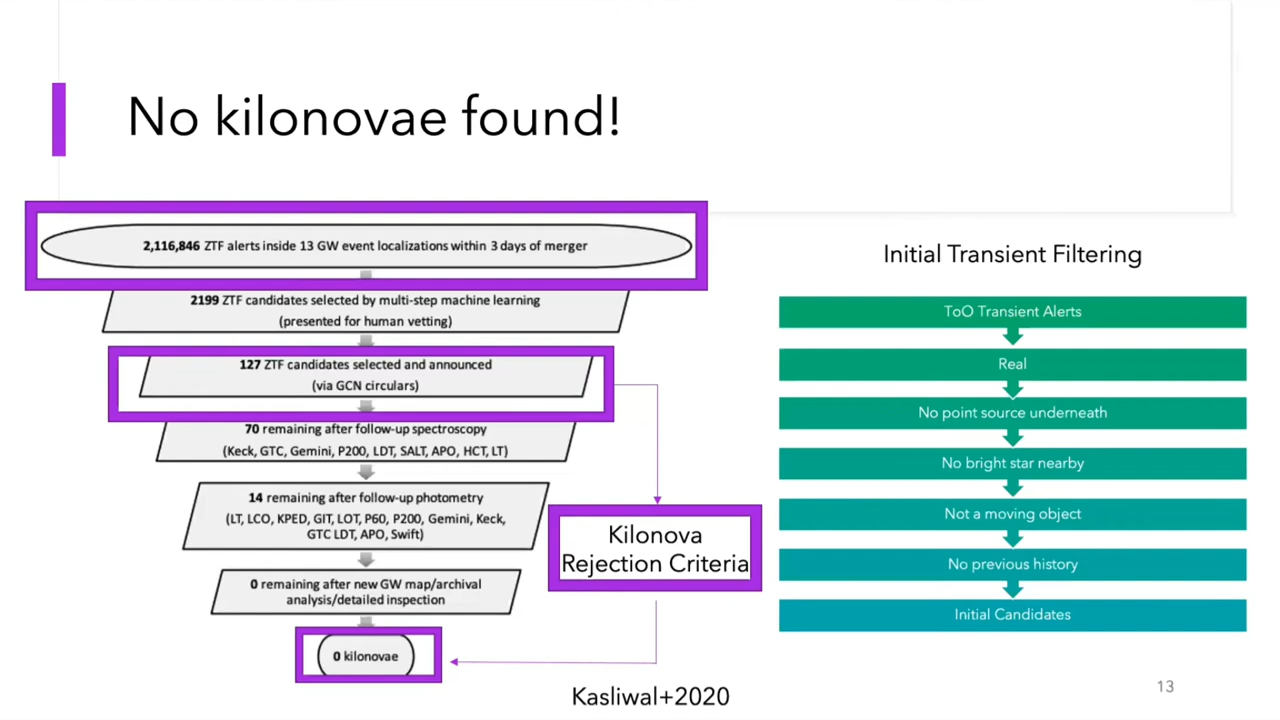 No kilonovae found!
2,116,846 ZTF alerts inside 13 GW event localizations within 3 days of merger
2199 ZTF candidates selected by multi-step machine learning
(presented for human vetting)
127 ZTF candidates selected and announced
(via GCN circulars)
70 remaining after follow-up spectroscopy
(Keck, GTC, Gemini, P200, LDT, SALT, APO, HCT, LT)
14 remaining after follow-up photometry
(LT, LCO, KPED, GIT, LOT, P60, P200, Gemini, Keck,
GTC LDT, APO, Swift)
0 remaining after new GW map/archival
analysis/detailed inspection
0 kilonovae
Kilonova
Rejection Criteria
Kasliwal+2020
Initial Transient Filtering
ToO Transient Alerts
Real
No point source underneath
No bright star nearby
Not a moving object
No previous history
Initial Candidates
13